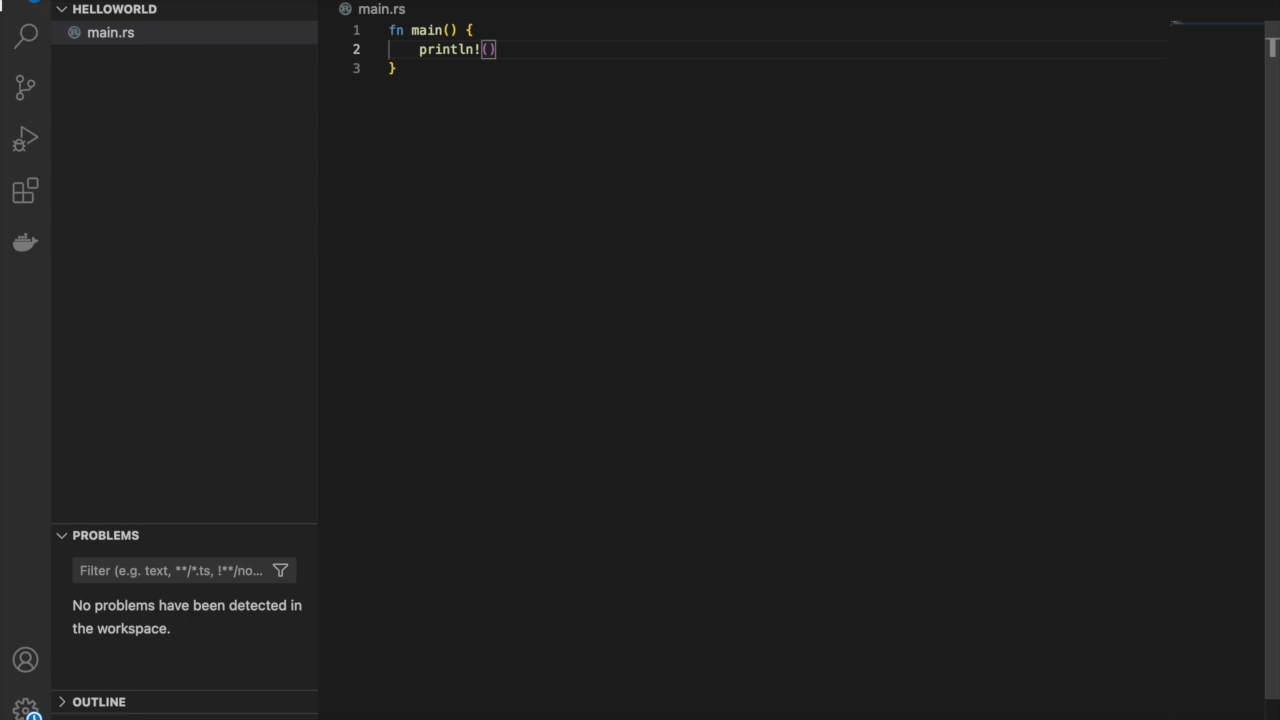 HELLOWORLD
main.rs
PROBLEMS
Filter (e.g. text, **/*.ts, !**/no...
No problems have been detected in
the workspace.
OUTLINE
main.rs
1 fn main() {
2 println!()
3 }